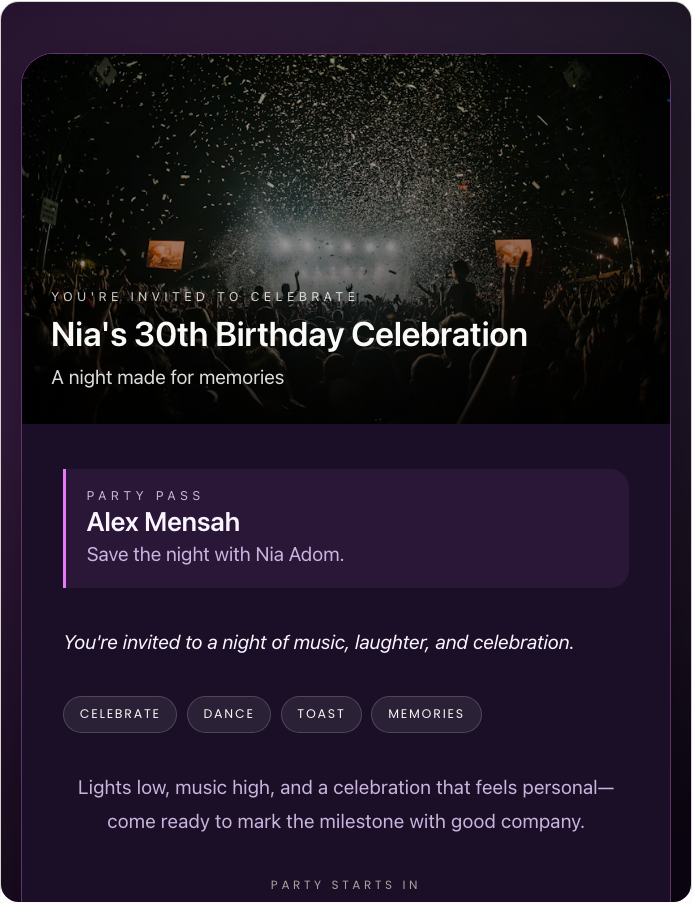 YOU'RE INVITED TO CELEBRATE
Nia's 30th Birthday Celebration
A night made for memories
PARTY PASS
Alex Mensah
Save the night with Nia Adom.
You're invited to a night of music, laughter, and celebration.
CELEBRATE
DANCE
TOAST
MEMORIES
Lights low, music high, and a celebration that feels personal—
come ready to mark the milestone with good company.
PARTY STARTS IN